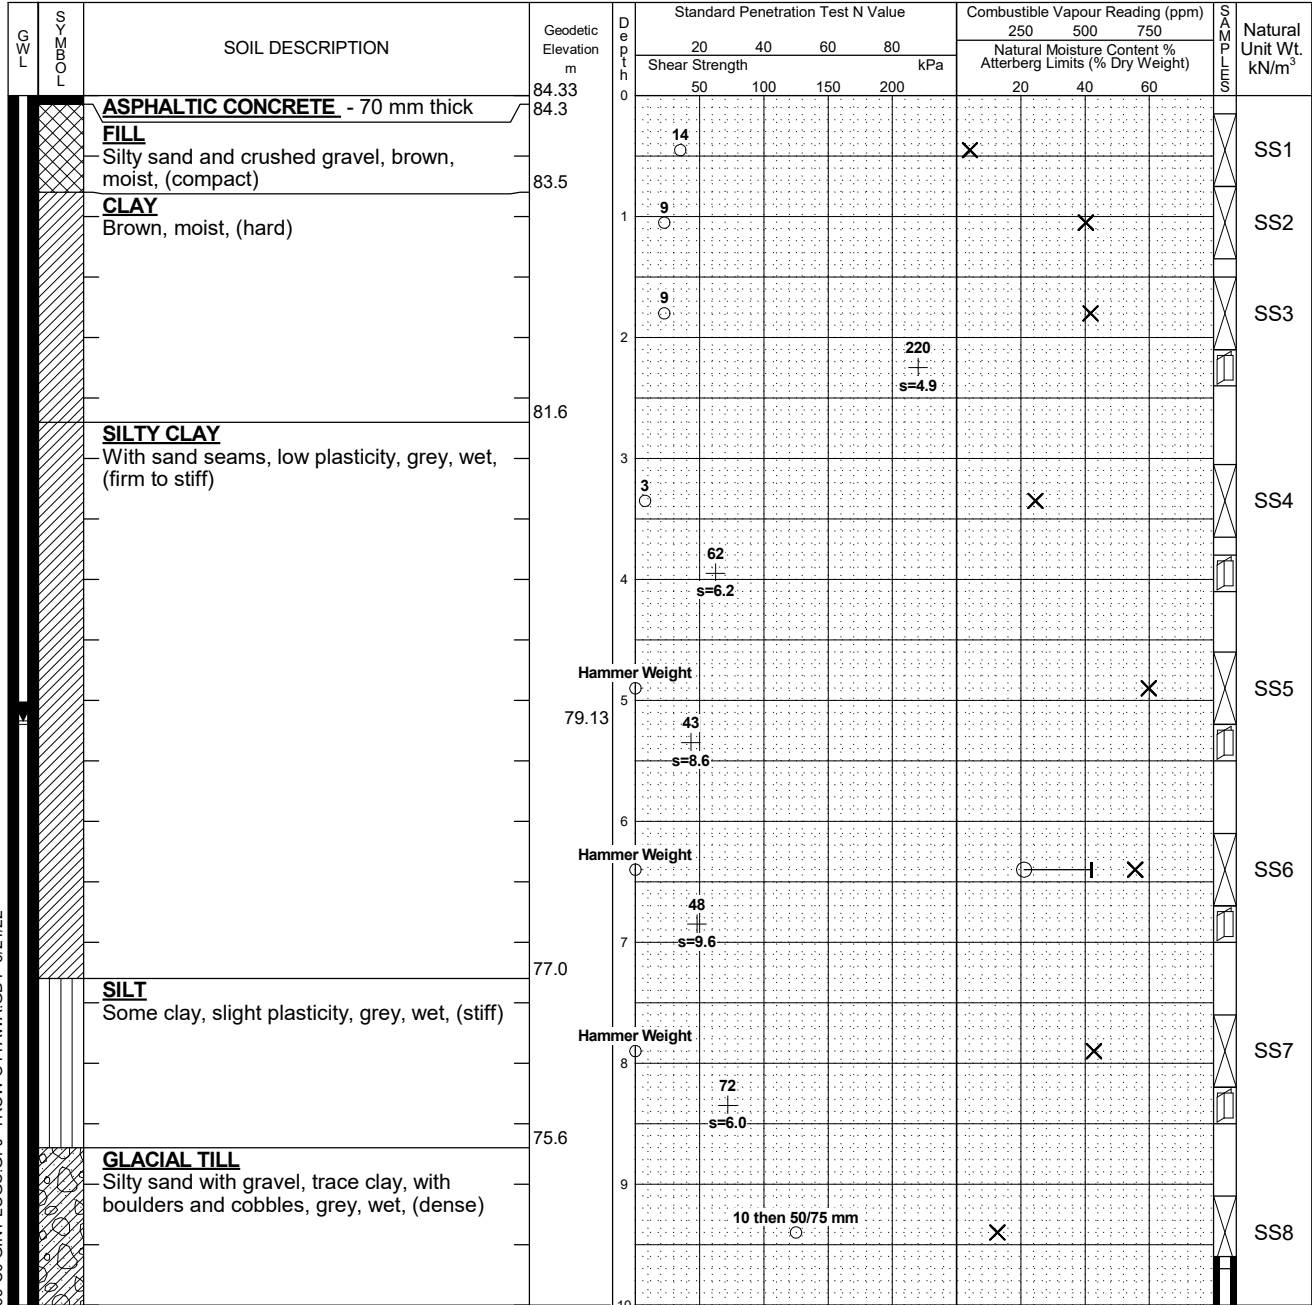 GWL
SYMBOL
SOIL DESCRIPTION
Geodetic
Elevation
m
Depth
Standard Penetration Test N Value
20 40 60 80
Shear Strength kPa
50 100 150 200
Combustible Vapour Reading (ppm)
250 500 750
Natural Moisture Content %
Atterberg Limits (% Dry Weight)
20 40 60
SAMPLES
Natural
Unit Wt.
kN/m³
84.33
0
ASPHALTIC CONCRETE - 70 mm thick
84.3
FILL
Silty sand and crushed gravel, brown,
moist, (compact)
14
SS1
83.5
CLAY
Brown, moist, (hard)
1
9
SS2
9
SS3
2
220
s=4.9
81.6
SILTY CLAY
With sand seams, low plasticity, grey, wet,
(firm to stiff)
3
3
SS4
62
4
s=6.2
Hammer Weight
SS5
5
79.13
43
s=8.6
6
Hammer Weight
SS6
48
s=9.6
7
77.0
SILT
Some clay, slight plasticity, grey, wet, (stiff)
Hammer Weight
SS7
8
72
s=6.0
75.6
GLACIAL TILL
Silty sand with gravel, trace clay, with
boulders and cobbles, grey, wet, (dense)
9
10 then 50/75 mm
SS8
10